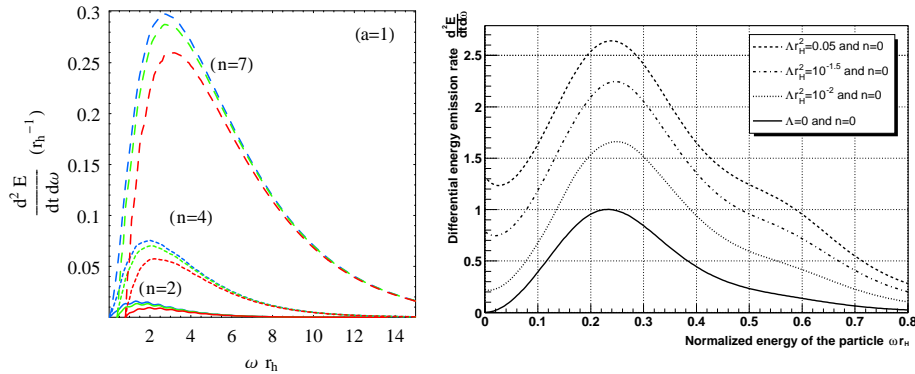 0.3
0.25
0.2
0.15
0.1
0.05
(a=1)
(n=7)
(n=4)
(n=2)
d² E
dt dω
(r_h⁻¹)
2 4 6 8 10 12 14
ω r_h
Differential energy emission rate d²E/dtdω
2.5
2
1.5
1
0.5
0
Λr_H²=0.05 and n=0
Λr_H²=10^-1.5 and n=0
Λr_H²=10^-2 and n=0
Λ=0 and n=0
0 0.1 0.2 0.3 0.4 0.5 0.6 0.7 0.8
Normalized energy of the particle ωr_H